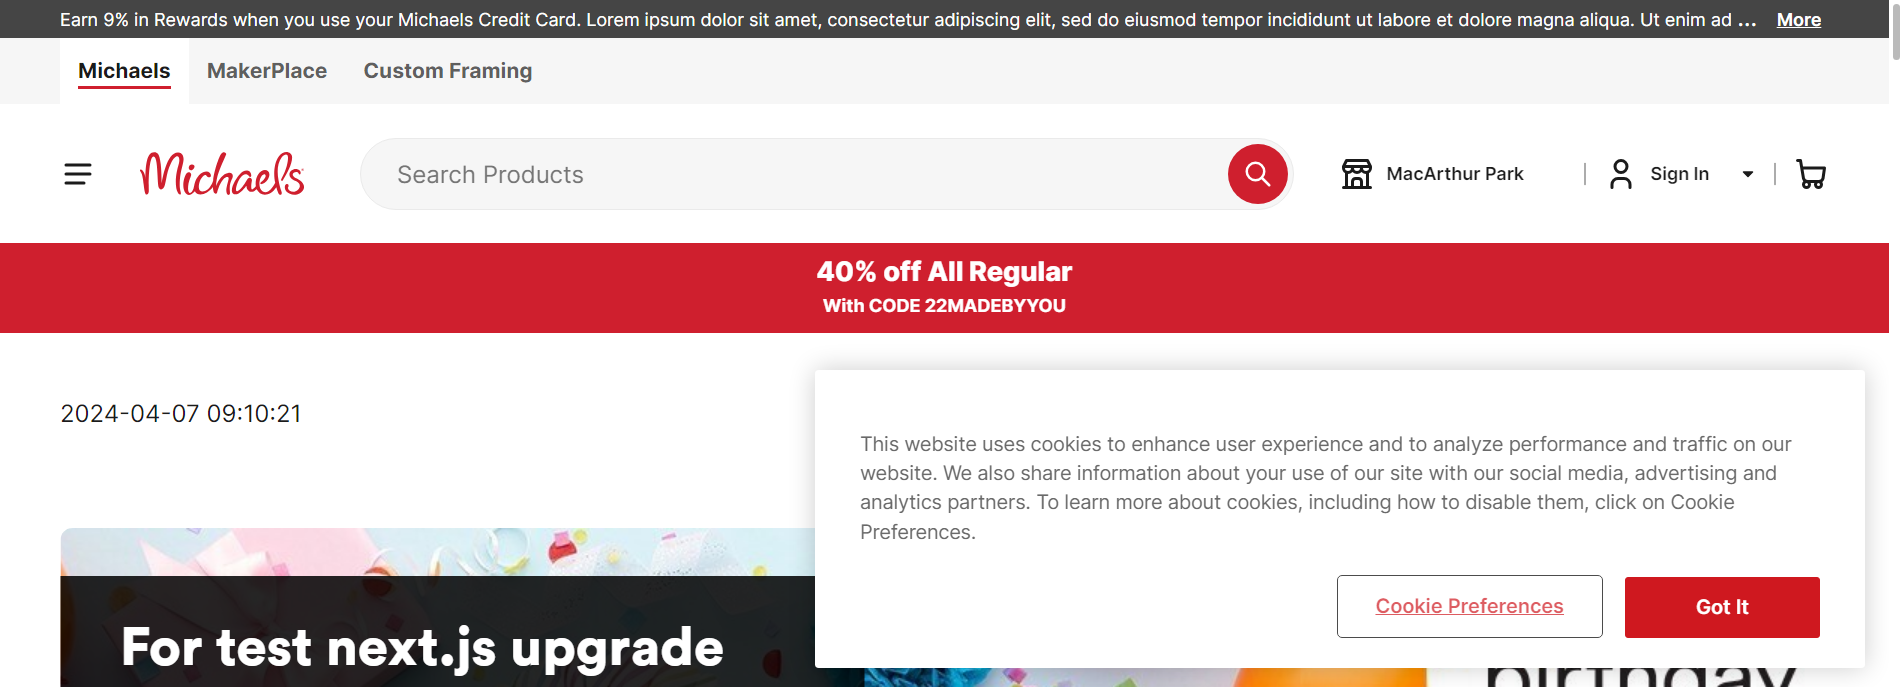 Earn 9% in Rewards when you use your Michaels Credit Card. Lorem ipsum dolor sit amet, consectetur adipiscing elit, sed do eiusmod tempor incididunt ut labore et dolore magna aliqua. Ut enim ad ... More
Michaels MakerPlace Custom Framing
Michaels Search Products MacArthur Park Sign In
40% off All Regular
With CODE 22MADEBYYOU
2024-04-07 09:10:21
This website uses cookies to enhance user experience and to analyze performance and traffic on our
website. We also share information about your use of our site with our social media, advertising and
analytics partners. To learn more about cookies, including how to disable them, click on Cookie
Preferences.
Cookie Preferences Got It
For test next.js upgrade
birthday